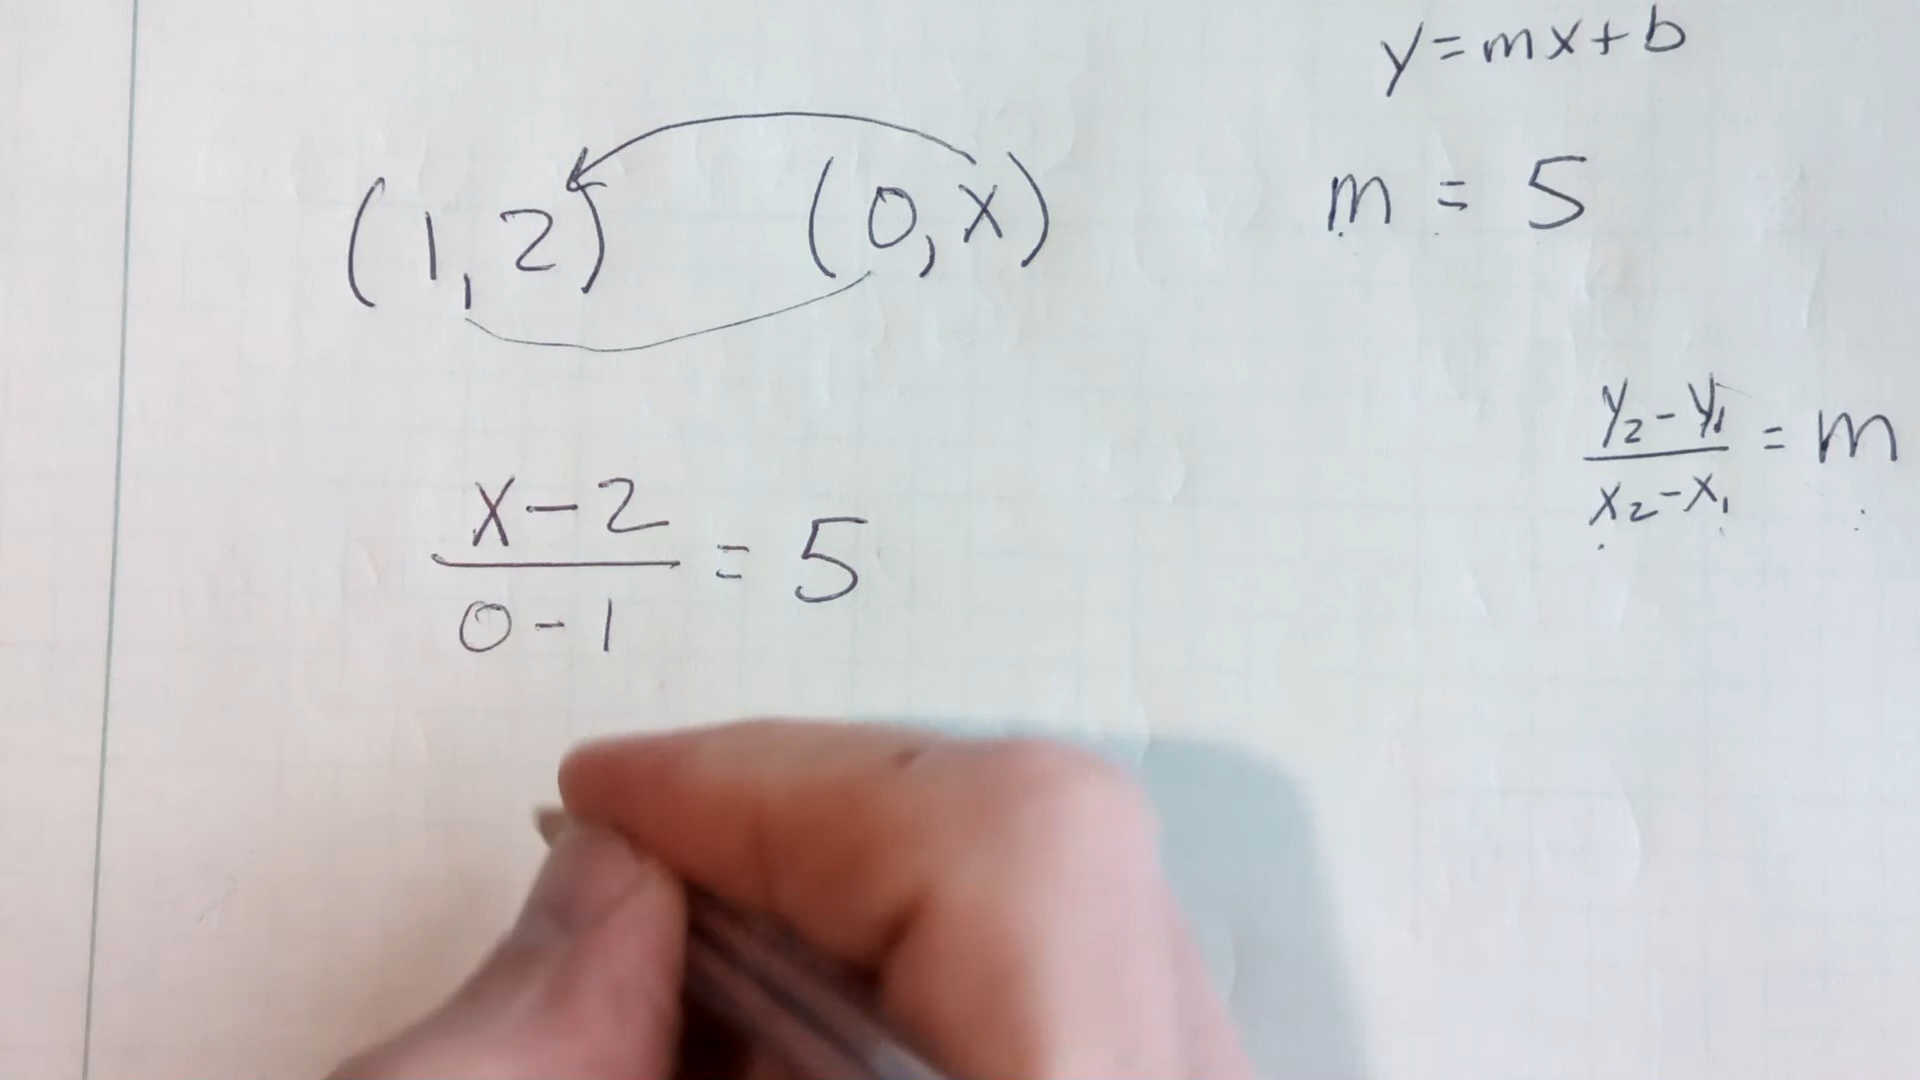 y=mx+b
(1,2) (0,x) m = 5
y₂-y₁ = m
x₂-x₁
x-2 = 5
0-1